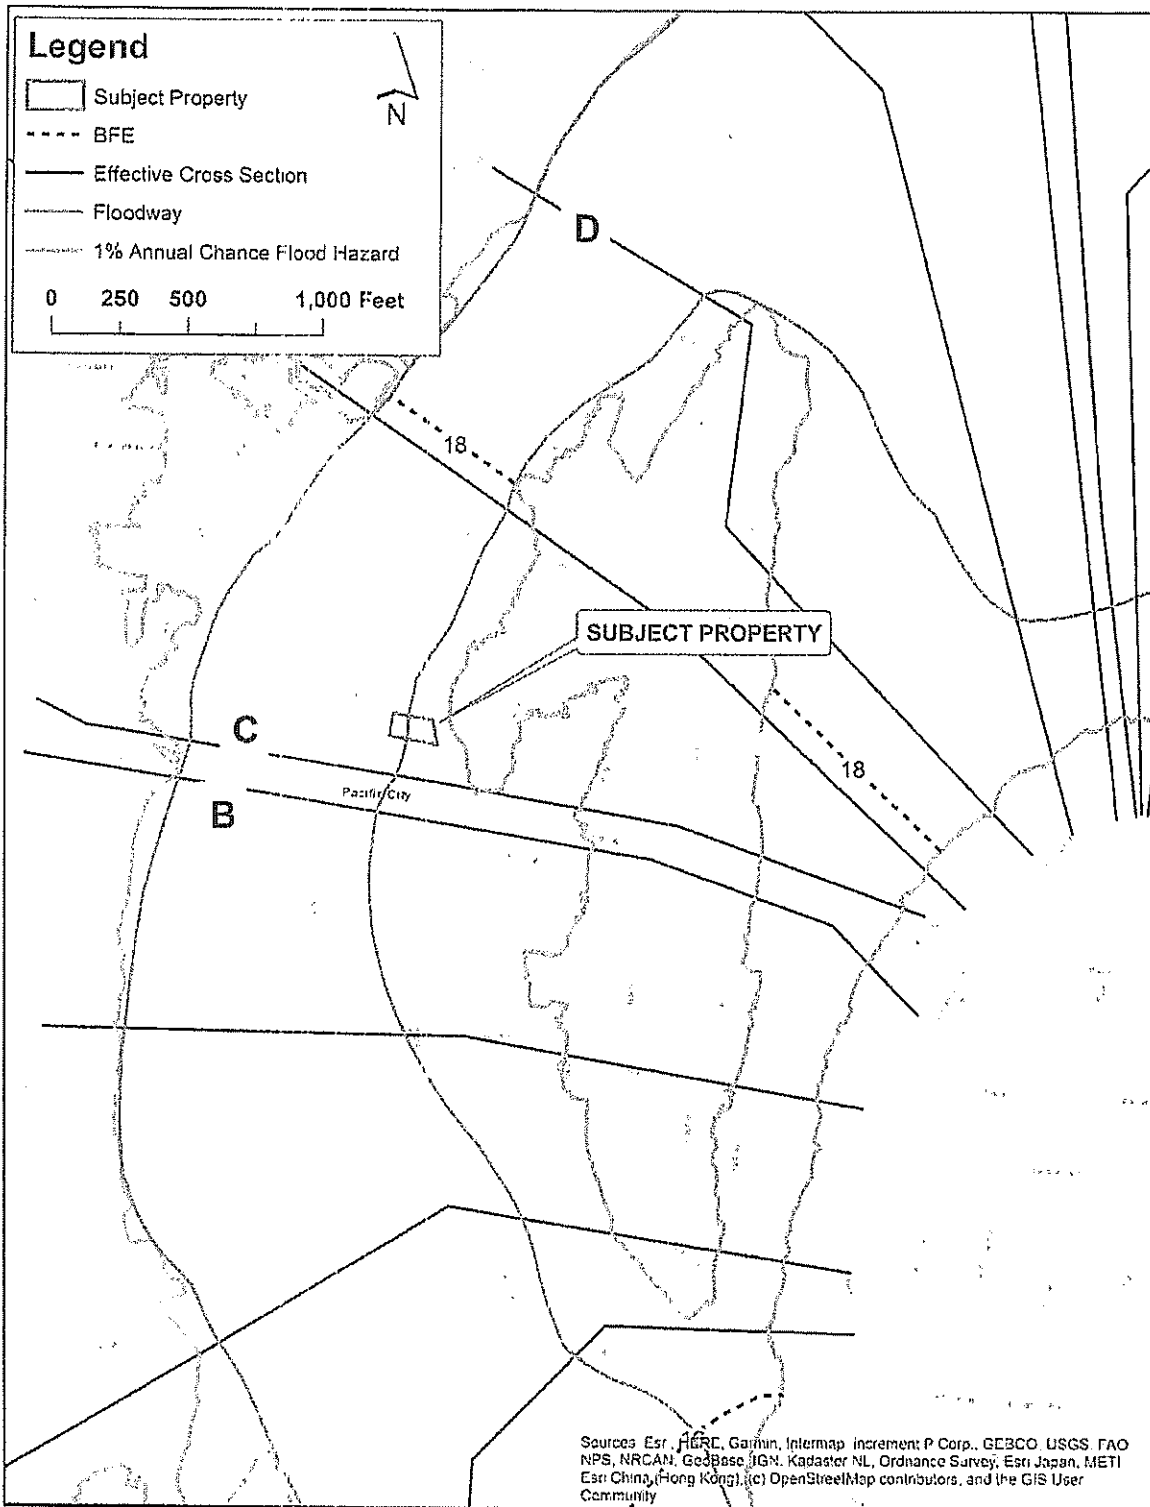 Legend
N
Subject Property
BFE
Effective Cross Section
Floodway
1% Annual Chance Flood Hazard
0 250 500 1,000 Feet
D
18
SUBJECT PROPERTY
C
18
Pacific City
B
Sources: Esri, HERE, Garmin, Intermap, increment P Corp., GEBCO, USGS, FAO,
NPS, NRCAN, GeoBase, IGN, Kadaster NL, Ordnance Survey, Esri Japan, METI,
Esri China (Hong Kong), (c) OpenStreetMap contributors, and the GIS User
Community